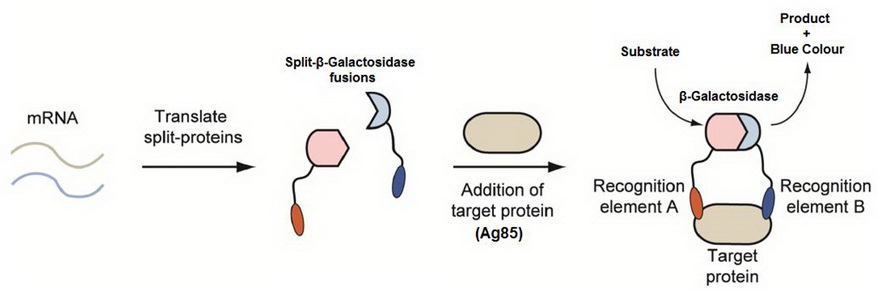 mRNA
Translate
split-proteins
Split-β-Galactosidase
fusions
Addition of
target protein
(Ag85)
Substrate
Product
+
Blue Colour
β-Galactosidase
Recognition
element A
Recognition
element B
Target
protein